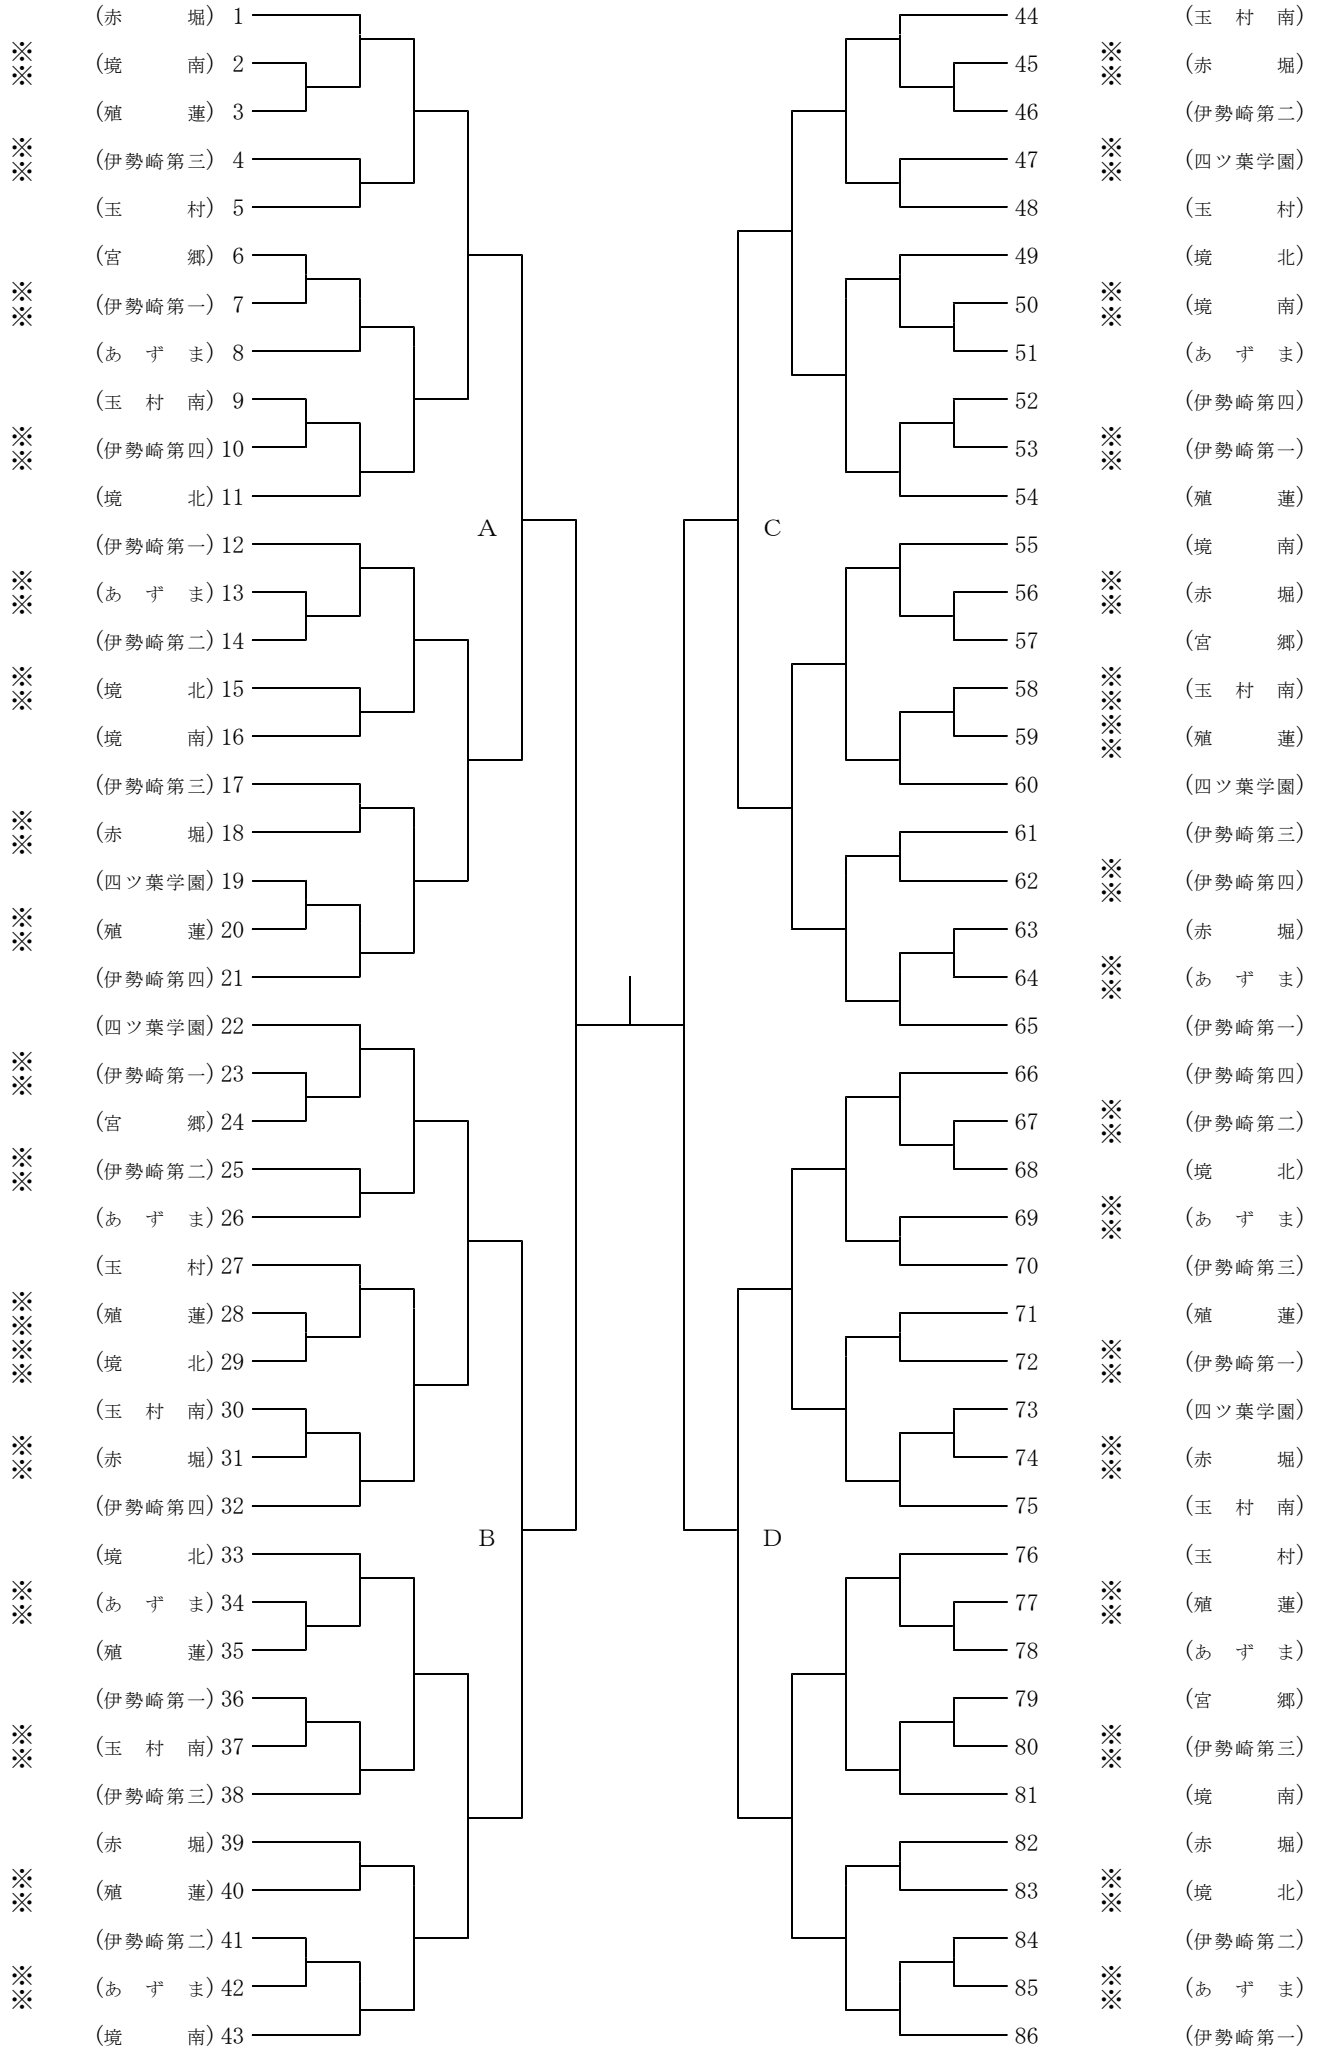 (赤堀) 1
※
※ (境南) 2
(殖蓮) 3
※
※ (伊勢崎第三) 4
(玉村) 5
(宮郷) 6
※
※ (伊勢崎第一) 7
(あずま) 8
(玉村南) 9
※
※ (伊勢崎第四) 10
(境北) 11
A
(伊勢崎第一) 12
※
※ (あずま) 13
(伊勢崎第二) 14
※
※ (境北) 15
(境南) 16
(伊勢崎第三) 17
※
※ (赤堀) 18
(四ツ葉学園) 19
※
※ (殖蓮) 20
(伊勢崎第四) 21
(四ツ葉学園) 22
※
※ (伊勢崎第一) 23
(宮郷) 24
※
※ (伊勢崎第二) 25
(あずま) 26
(玉村) 27
※
※ (殖蓮) 28
※
※ (境北) 29
(玉村南) 30
※
※ (赤堀) 31
(伊勢崎第四) 32
B
(境北) 33
※
※ (あずま) 34
(殖蓮) 35
(伊勢崎第一) 36
※
※ (玉村南) 37
(伊勢崎第三) 38
(赤堀) 39
※
※ (殖蓮) 40
(伊勢崎第二) 41
※
※ (あずま) 42
(境南) 43
44 (玉村南)
45 ※
※ (赤堀)
46 (伊勢崎第二)
47 ※
※ (四ツ葉学園)
48 (玉村)
49 (境北)
50 ※
※ (境南)
51 (あずま)
52 (伊勢崎第四)
53 ※
※ (伊勢崎第一)
54 (殖蓮)
C
55 (境南)
56 ※
※ (赤堀)
57 (宮郷)
58 ※
※ (玉村南)
59 ※
※ (殖蓮)
60 (四ツ葉学園)
61 (伊勢崎第三)
62 ※
※ (伊勢崎第四)
63 (赤堀)
64 ※
※ (あずま)
65 (伊勢崎第一)
66 (伊勢崎第四)
67 ※
※ (伊勢崎第二)
68 (境北)
69 ※
※ (あずま)
70 (伊勢崎第三)
71 (殖蓮)
72 ※
※ (伊勢崎第一)
73 (四ツ葉学園)
74 ※
※ (赤堀)
75 (玉村南)
D
76 (玉村)
77 ※
※ (殖蓮)
78 (あずま)
79 (宮郷)
80 ※
※ (伊勢崎第三)
81 (境南)
82 (赤堀)
83 ※
※ (境北)
84 (伊勢崎第二)
85 ※
※ (あずま)
86 (伊勢崎第一)